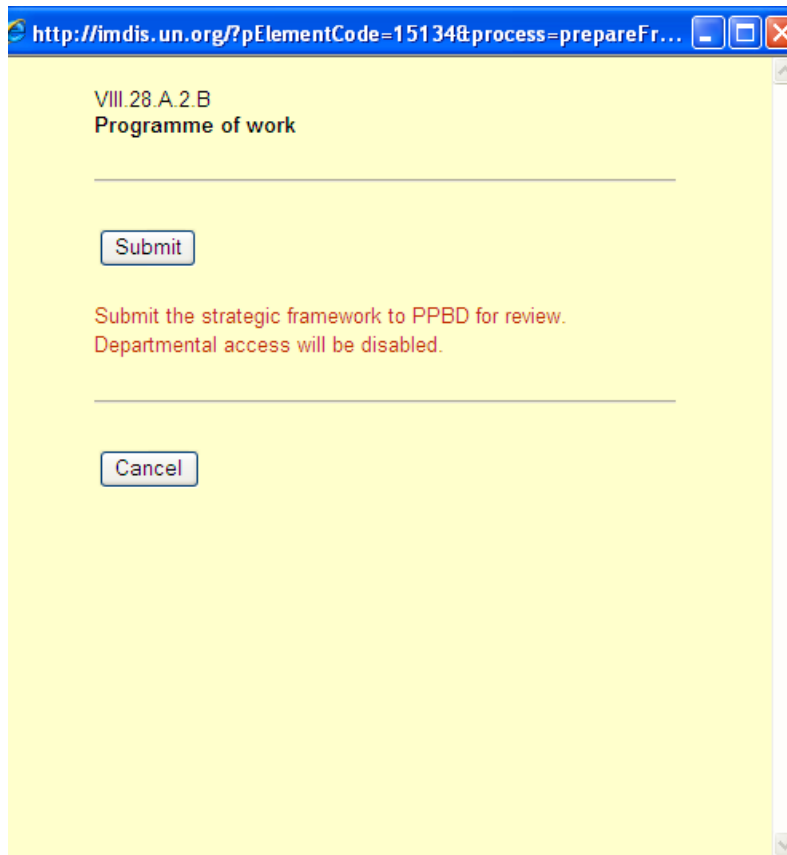 http://imdis.un.org/?pElementCode=15134&process=prepareFr...
VIII.28.A.2.B
Programme of work
Submit
Submit the strategic framework to PPBD for review.
Departmental access will be disabled.
Cancel